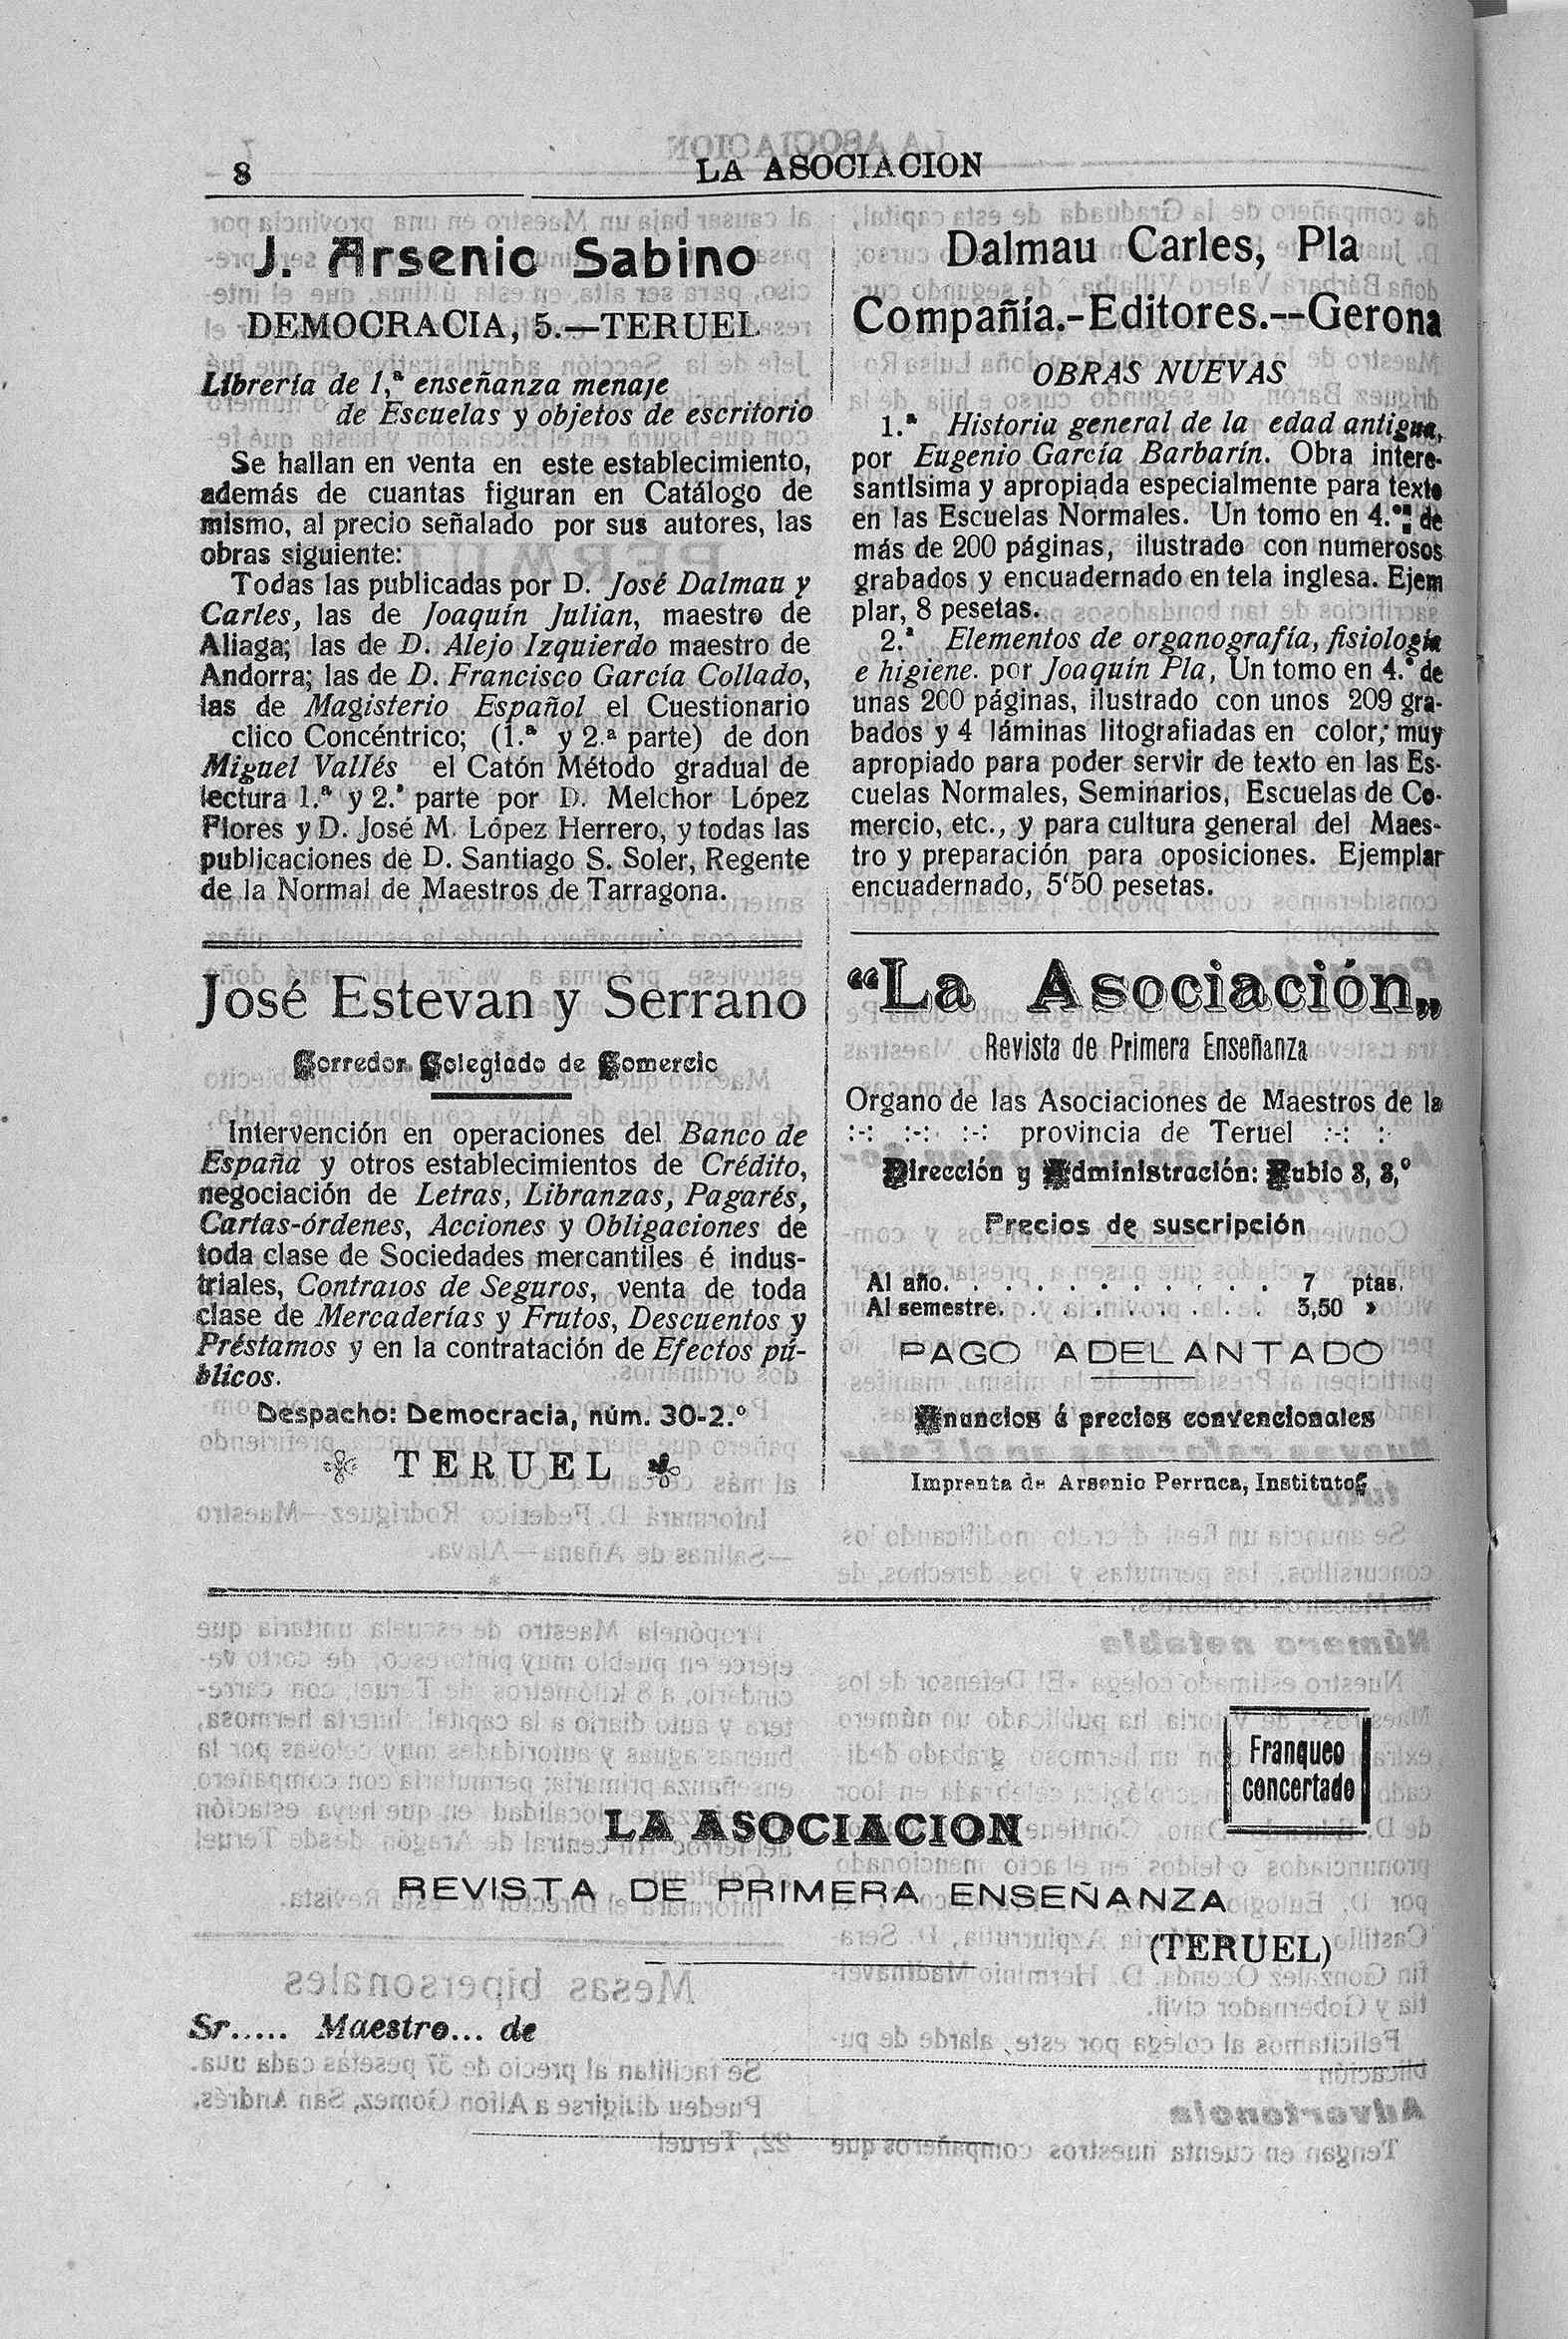 8
LA ASOCIACION
J. Arsenio Sabino
DEMOCRACIA, 5.—TERUEL
Librería de 1,ª enseñanza menaje
de Escuelas y objetos de escritorio
Se hallan en venta en este establecimiento,
además de cuantas figuran en Catálogo de
mismo, al precio señalado por sus autores, las
obras siguiente:
Todas las publicadas por D. José Dalmau y
Carles, las de Joaquín Julian, maestro de
Aliaga; las de D. Alejo Izquierdo maestro de
Andorra; las de D. Francisco García Collado,
las de Magisterio Español el Cuestionario
clico Concéntrico; (1.ª y 2.ª parte) de don
Miguel Vallés el Catón Método gradual de
lectura 1.ª y 2.ª parte por D. Melchor López
Flores y D. José M. López Herrero, y todas las
publicaciones de D. Santiago S. Soler, Regente
de la Normal de Maestros de Tarragona.
José Estevan y Serrano
Corredor Colegiado de Comercio
Intervención en operaciones del Banco de
España y otros establecimientos de Crédito,
negociación de Letras, Libranzas, Pagarés,
Cartas-órdenes, Acciones y Obligaciones de
toda clase de Sociedades mercantiles é indus-
triales, Contratos de Seguros, venta de toda
clase de Mercaderías y Frutos, Descuentos y
Préstamos y en la contratación de Efectos pú-
blicos.
Despacho: Democracia, núm. 30-2.º
TERUEL
Dalmau Carles, Pla
Compañía.-Editores.--Gerona
OBRAS NUEVAS
1.ª Historia general de la edad antigua,
por Eugenio García Barbarín. Obra intere-
santísima y apropiada especialmente para texto
en las Escuelas Normales. Un tomo en 4.º de
más de 200 páginas, ilustrado con numerosos
grabados y encuadernado en tela inglesa. Ejem
plar, 8 pesetas.
2.ª Elementos de organografía, fisiología
e higiene. por Joaquín Pla, Un tomo en 4.º de
unas 200 páginas, ilustrado con unos 209 gra-
bados y 4 láminas litografiadas en color; muy
apropiado para poder servir de texto en las Es-
cuelas Normales, Seminarios, Escuelas de Co-
mercio, etc., y para cultura general del Maes-
tro y preparación para oposiciones. Ejemplar
encuadernado, 5'50 pesetas.
“La Asociación„
Revista de Primera Enseñanza
Organo de las Asociaciones de Maestros de la
:-: :-: :-: provincia de Teruel :-: :.
Dirección y Administración: Rubio 3, 3,º
Precios de suscripción
Al año. . . . . . . . . . . 7 ptas.
Al semestre. . . . . . . . . 3,50 »
PAGO ADELANTADO
Anuncios á precios convencionales
Imprenta de Arsenio Perruca, Instituto
Franqueo
concertado
LA ASOCIACION
REVISTA DE PRIMERA ENSEÑANZA
(TERUEL)
Sr..... Maestro... de